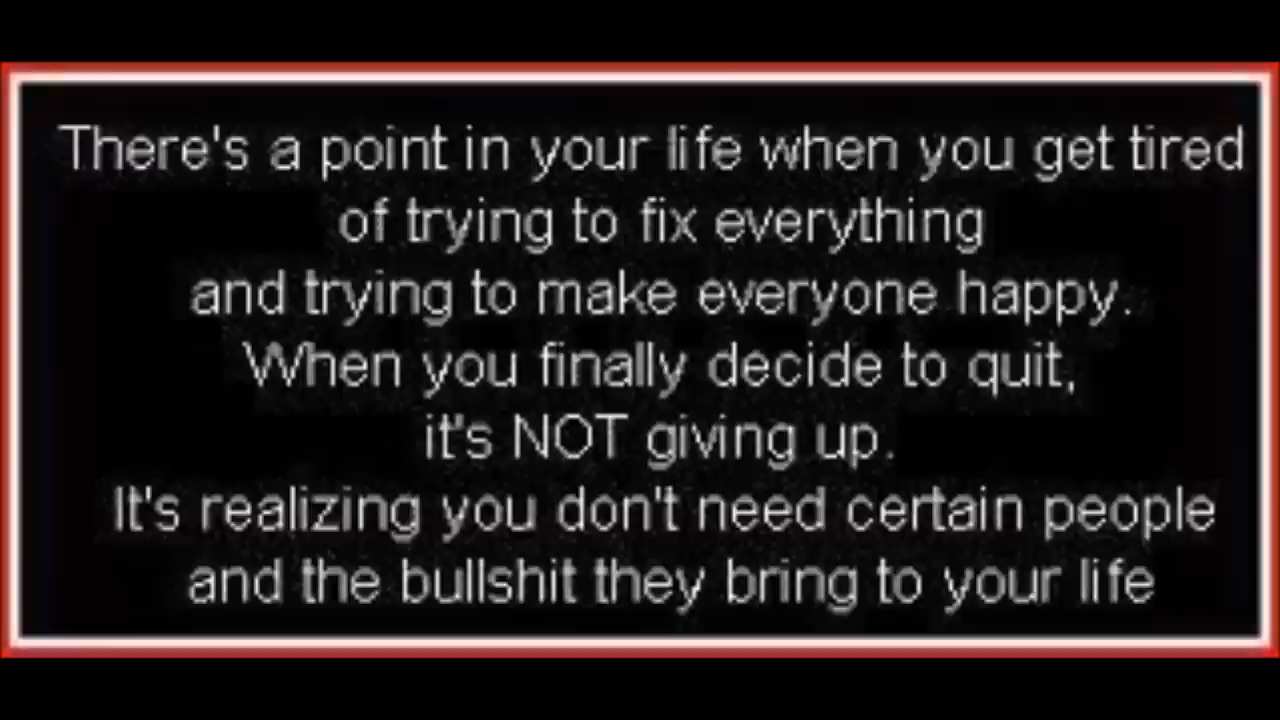 There's a point in your life when you get tired
of trying to fix everything
and trying to make everyone happy.
When you finally decide to quit,
it's NOT giving up.
It's realizing you don't need certain people
and the bullshit they bring to your life